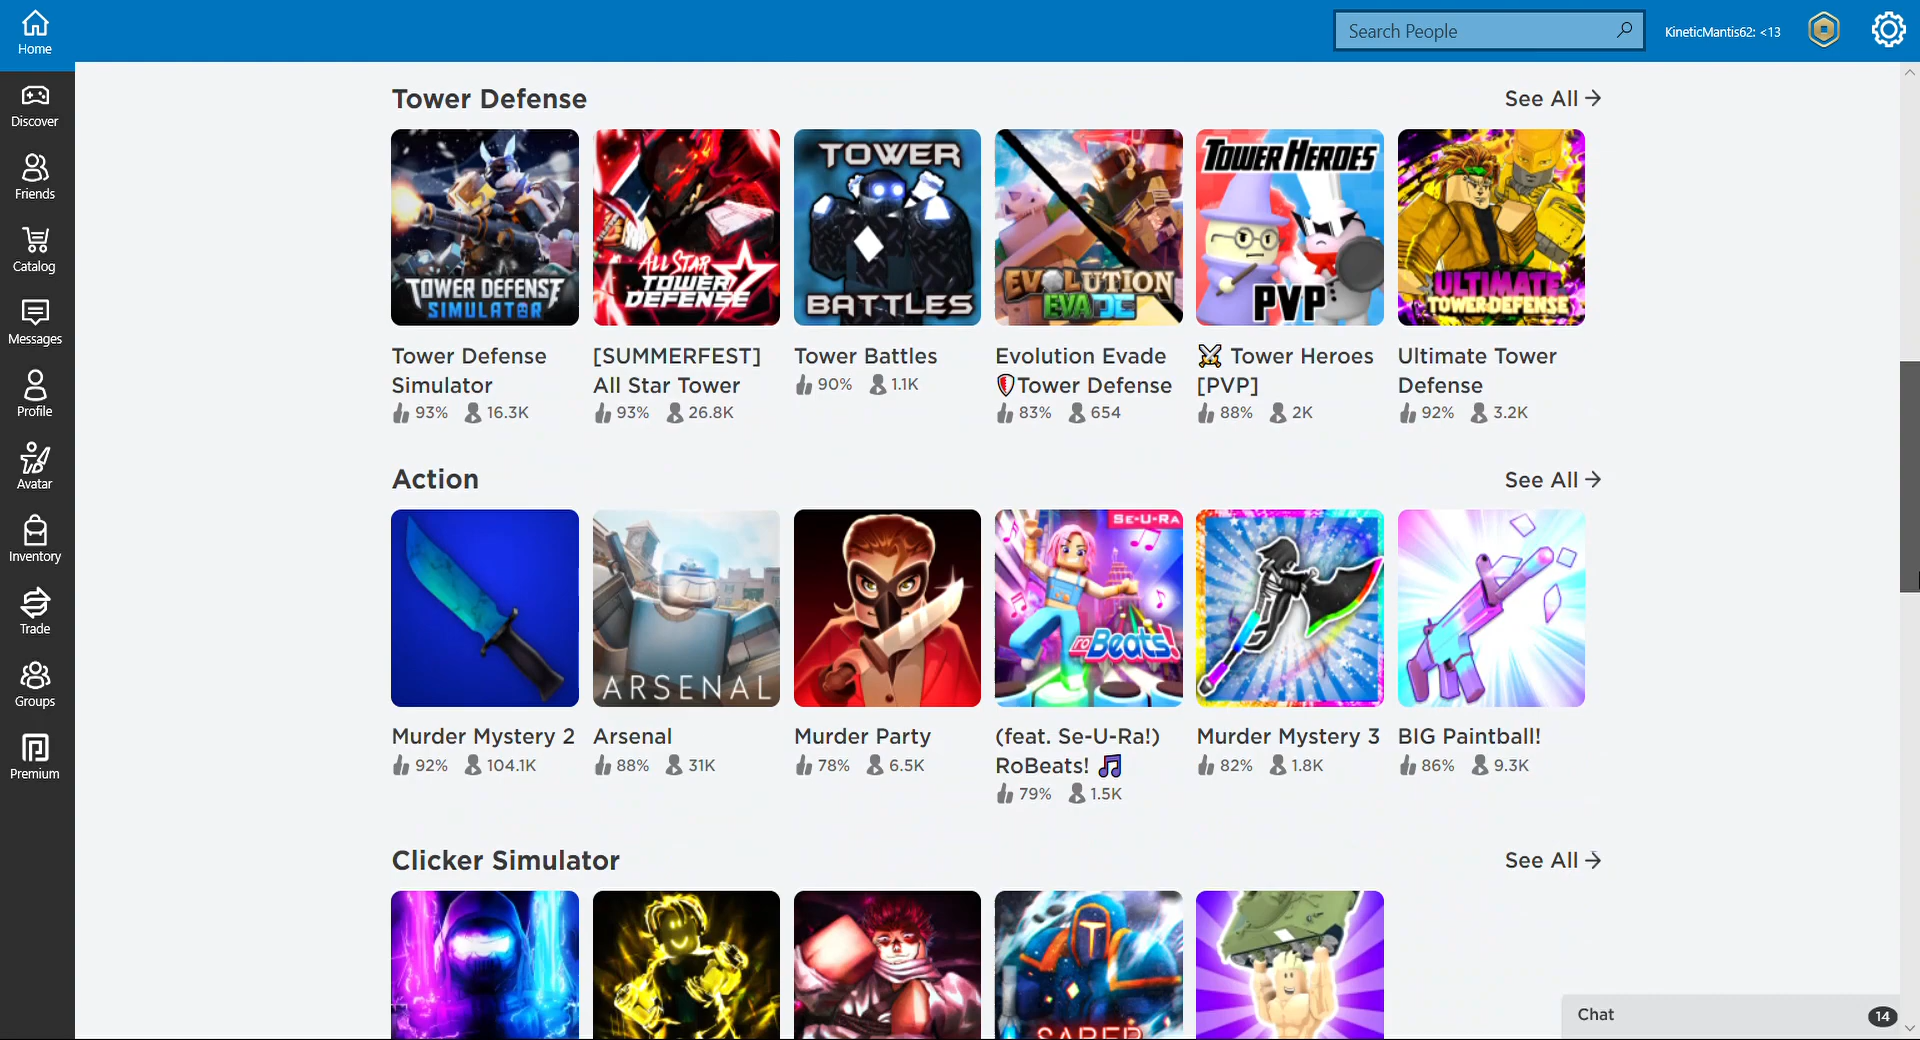 Home
Search People
KineticMantis62: <13
Discover
Friends
Catalog
Messages
Profile
Avatar
Inventory
Trade
Groups
Premium
Tower Defense
See All
TOWER DEFENSE
SIMULATOR
ALL STAR
TOWER
DEFENSE
TOWER
BATTLES
EVOLUTION
EVADE
TOWER HEROES
PVP
ULTIMATE
TOWER DEFENSE
Tower Defense
Simulator
93% 16.3K
[SUMMERFEST]
All Star Tower
93% 26.8K
Tower Battles
90% 1.1K
Evolution Evade
🛡Tower Defense
83% 654
⚔ Tower Heroes
[PVP]
88% 2K
Ultimate Tower
Defense
92% 3.2K
Action
See All
ARSENAL
SE-U-RA
roBeats!
Murder Mystery 2
92% 104.1K
Arsenal
88% 31K
Murder Party
78% 6.5K
(feat. Se-U-Ra!)
RoBeats! 🎵
79% 1.5K
Murder Mystery 3
82% 1.8K
BIG Paintball!
86% 9.3K
Clicker Simulator
See All
SABER
Chat
14